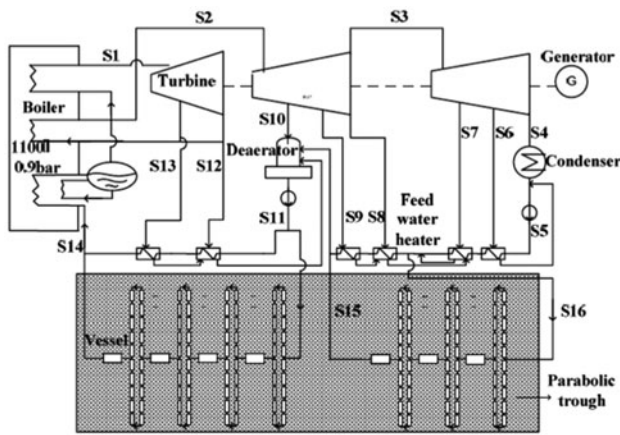 S2
S3
S1
Generator
Turbine
G
Boiler
S10
S7
S6
S4
1100t
0.9bar
S13
S12
Deaerator
Condenser
S11
S9
S8
Feed
water
heater
S5
S14
Vessel
S15
S16
Parabolic
trough